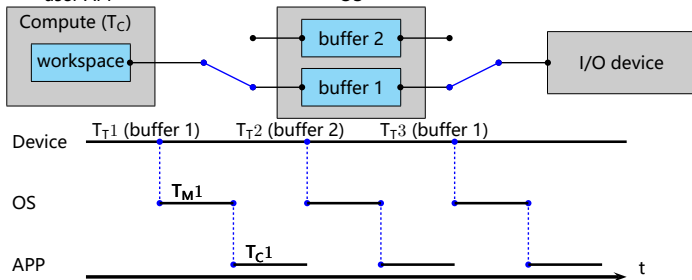 Compute (T_C)
workspace
buffer 2
buffer 1
I/O device
Device
T_T1 (buffer 1)
T_T2 (buffer 2)
T_T3 (buffer 1)
OS
T_M1
T_C1
APP
t